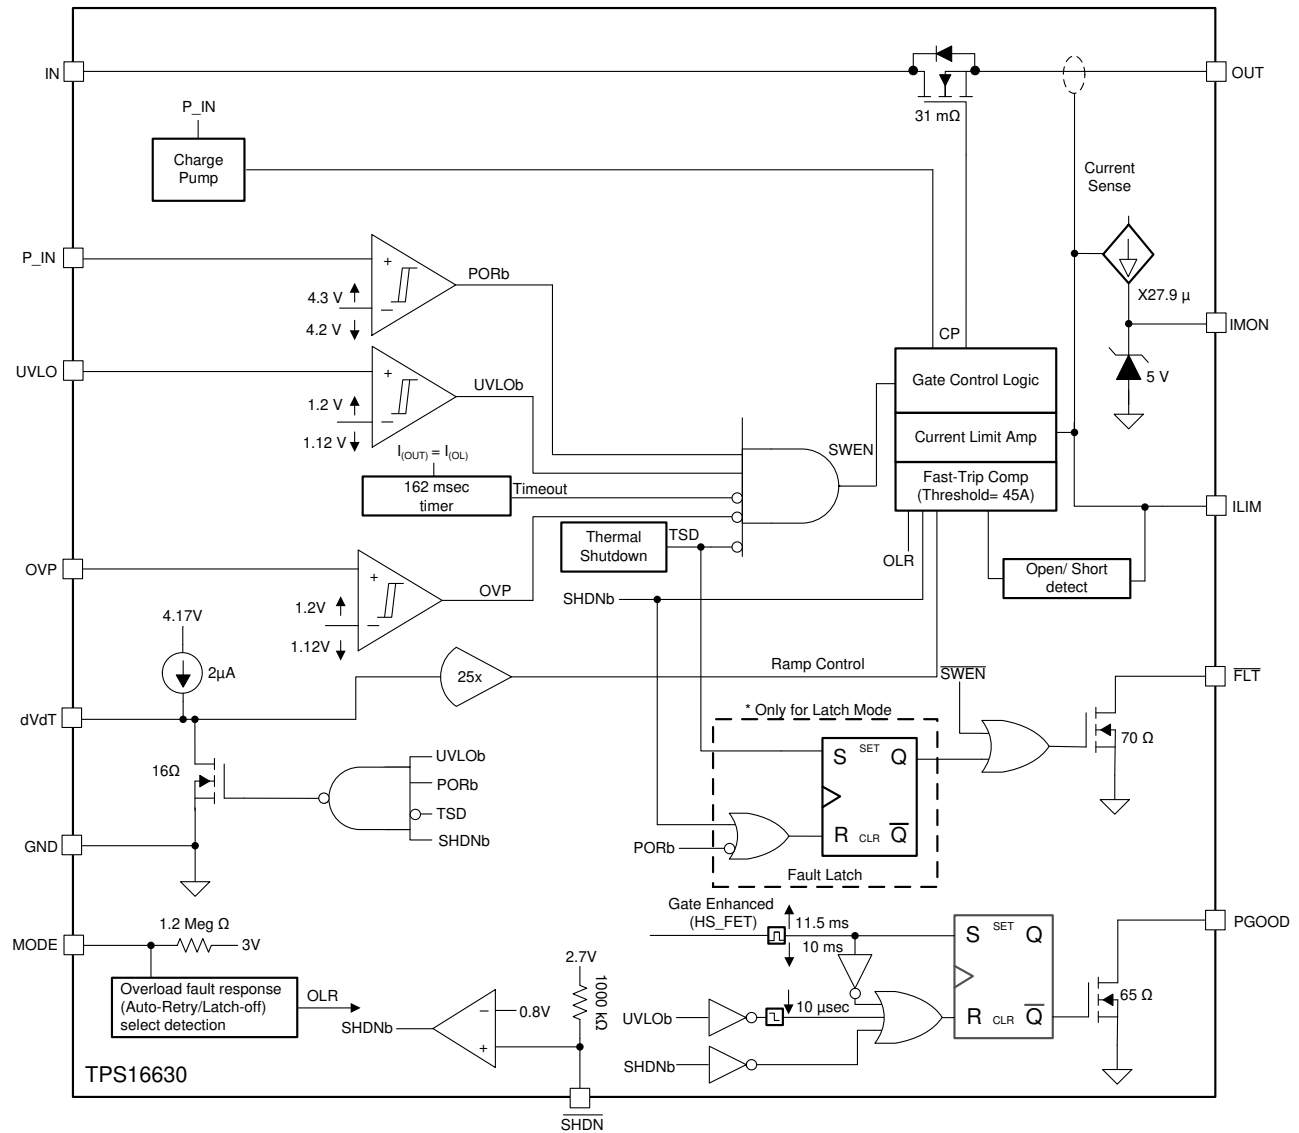 IN
OUT
P_IN
31 mΩ
Charge
Pump
Current
Sense
P_IN
+
PORb
4.3 V
−
4.2 V
X27.9 µ
CP
IMON
UVLO
+
UVLOb
Gate Control Logic
5 V
1.2 V
−
1.12 V
Current Limit Amp
SWEN
I(OUT) = I(OL)
162 msec
timer
Timeout
Fast-Trip Comp
(Threshold= 45A)
ILIM
Thermal
Shutdown
TSD
OLR
Open/ Short
detect
OVP
+
OVP
1.2V
−
1.12V
SHDNb
4.17V
2µA
25x
Ramp Control
SWEN
FLT
dVdT
* Only for Latch Mode
S
SET
Q
70 Ω
16Ω
UVLOb
PORb
TSD
SHDNb
R
CLR
Q
PORb
GND
Fault Latch
Gate Enhanced
(HS_FET)
11.5 ms
10 ms
S
SET
Q
PGOOD
1.2 Meg Ω
MODE
3V
2.7V
1000 kΩ
Overload fault response
(Auto-Retry/Latch-off)
select detection
OLR
−
0.8V
SHDNb
+
UVLOb
10 µsec
R
CLR
Q
65 Ω
SHDNb
TPS16630
SHDN